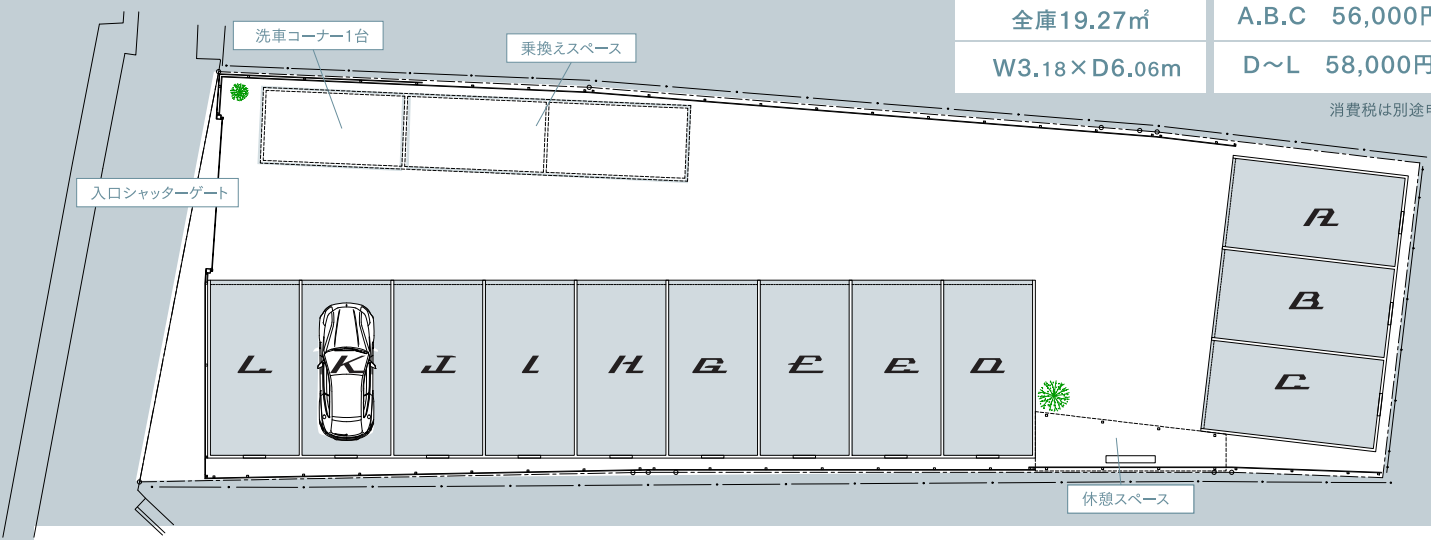 全庫19.27㎡
A.B.C 56,000円
W3.18×D6.06m
D〜L 58,000円
消費税は別途
洗車コーナー1台
乗換えスペース
入口シャッターゲート
A
B
C
L
K
J
I
H
G
F
E
D
休憩スペース